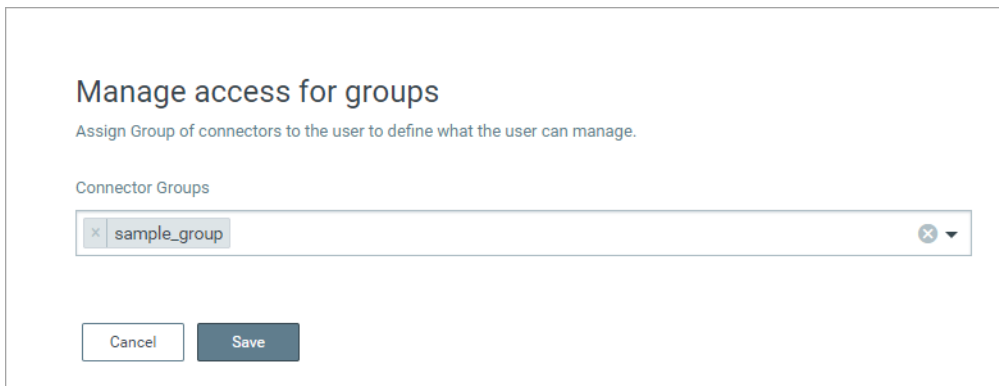 Manage access for groups
Assign Group of connectors to the user to define what the user can manage.
Connector Groups
× sample_group
Cancel Save